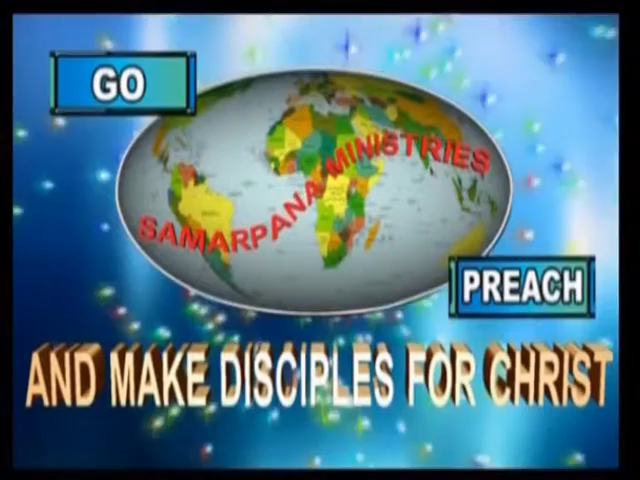 GO
SAMARPANA MINISTRIES
PREACH
AND MAKE DISCIPLES FOR CHRIST